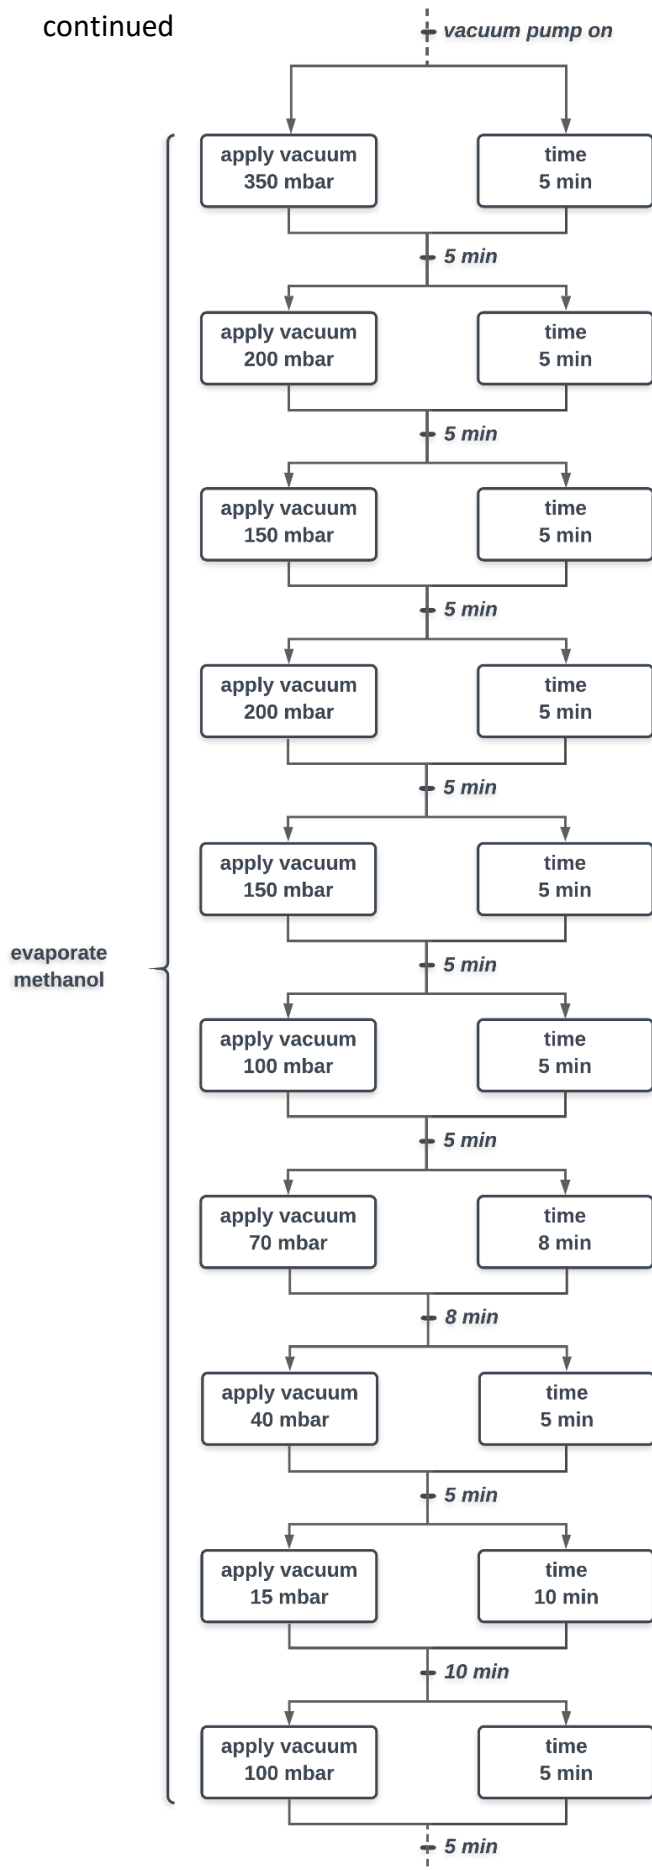 continued
vacuum pump on
apply vacuum
350 mbar
time
5 min
5 min
apply vacuum
200 mbar
time
5 min
5 min
apply vacuum
150 mbar
time
5 min
5 min
apply vacuum
200 mbar
time
5 min
5 min
apply vacuum
150 mbar
time
5 min
evaporate
methanol
5 min
apply vacuum
100 mbar
time
5 min
5 min
apply vacuum
70 mbar
time
8 min
8 min
apply vacuum
40 mbar
time
5 min
5 min
apply vacuum
15 mbar
time
10 min
10 min
apply vacuum
100 mbar
time
5 min
5 min